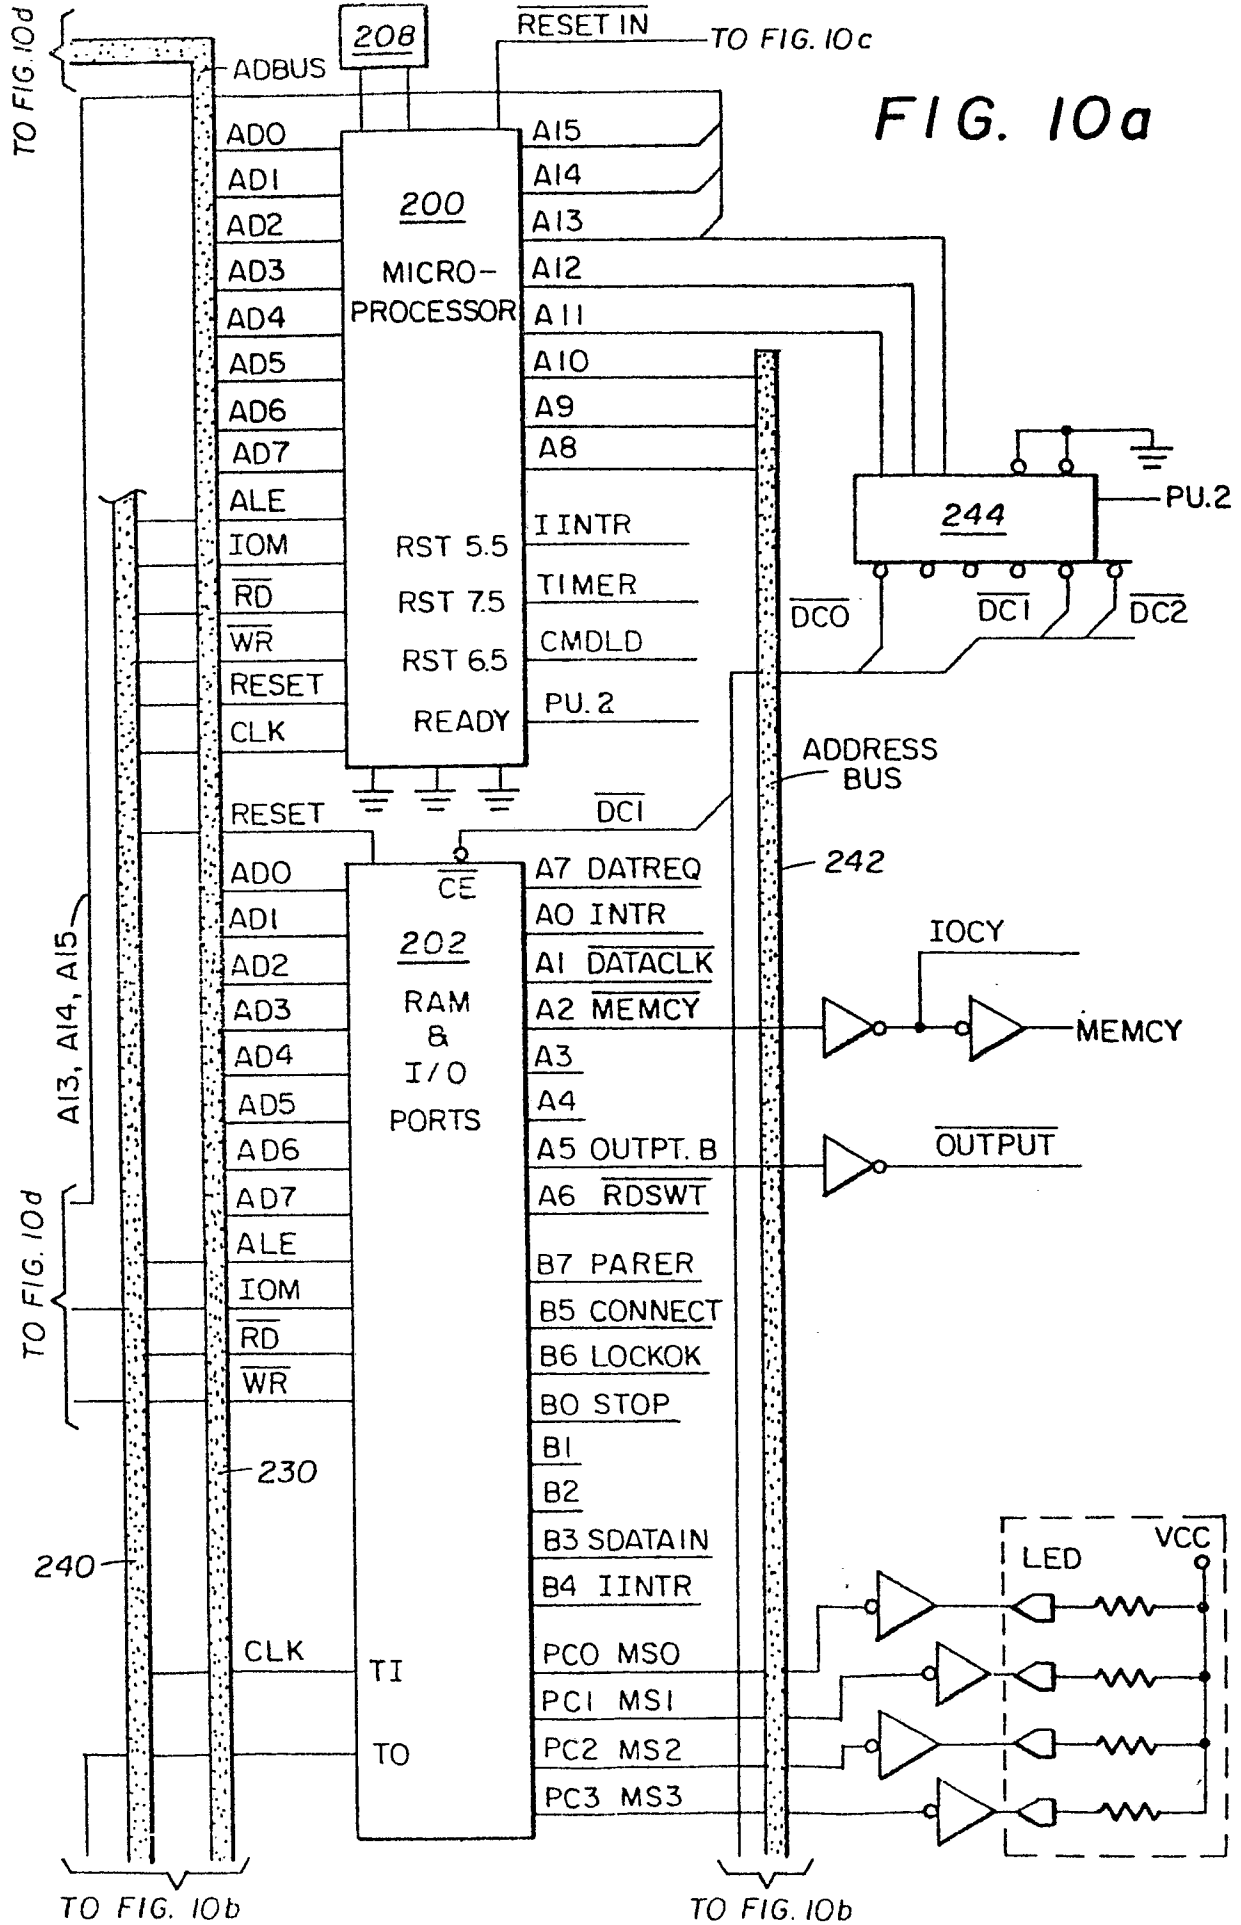 FIG. 10a
TO FIG. 10d
208
RESET IN
TO FIG. 10c
ADBUS
AD0
AD1
AD2
AD3
AD4
AD5
AD6
AD7
ALE
IOM
RD
WR
RESET
CLK
200
MICRO-
PROCESSOR
RST 5.5
RST 7.5
RST 6.5
READY
A15
A14
A13
A12
A11
A10
A9
A8
IINTR
TIMER
CMDLD
PU.2
244
PU.2
DC0
DC1
DC2
ADDRESS
BUS
242
RESET
DC1
CE
AD0
AD1
AD2
AD3
AD4
AD5
AD6
AD7
ALE
IOM
RD
WR
A13, A14, A15
TO FIG. 10d
230
240
CLK
202
RAM
&
I/O
PORTS
TI
TO
A7 DATREQ
A0 INTR
A1 DATACLK
A2 MEMCY
A3
A4
A5 OUTPT. B
A6 RDSWT
B7 PARER
B5 CONNECT
B6 LOCKOK
B0 STOP
B1
B2
B3 SDATAIN
B4 IINTR
PC0 MS0
PC1 MS1
PC2 MS2
PC3 MS3
IOCY
MEMCY
OUTPUT
LED
VCC
TO FIG. 10b
TO FIG. 10b